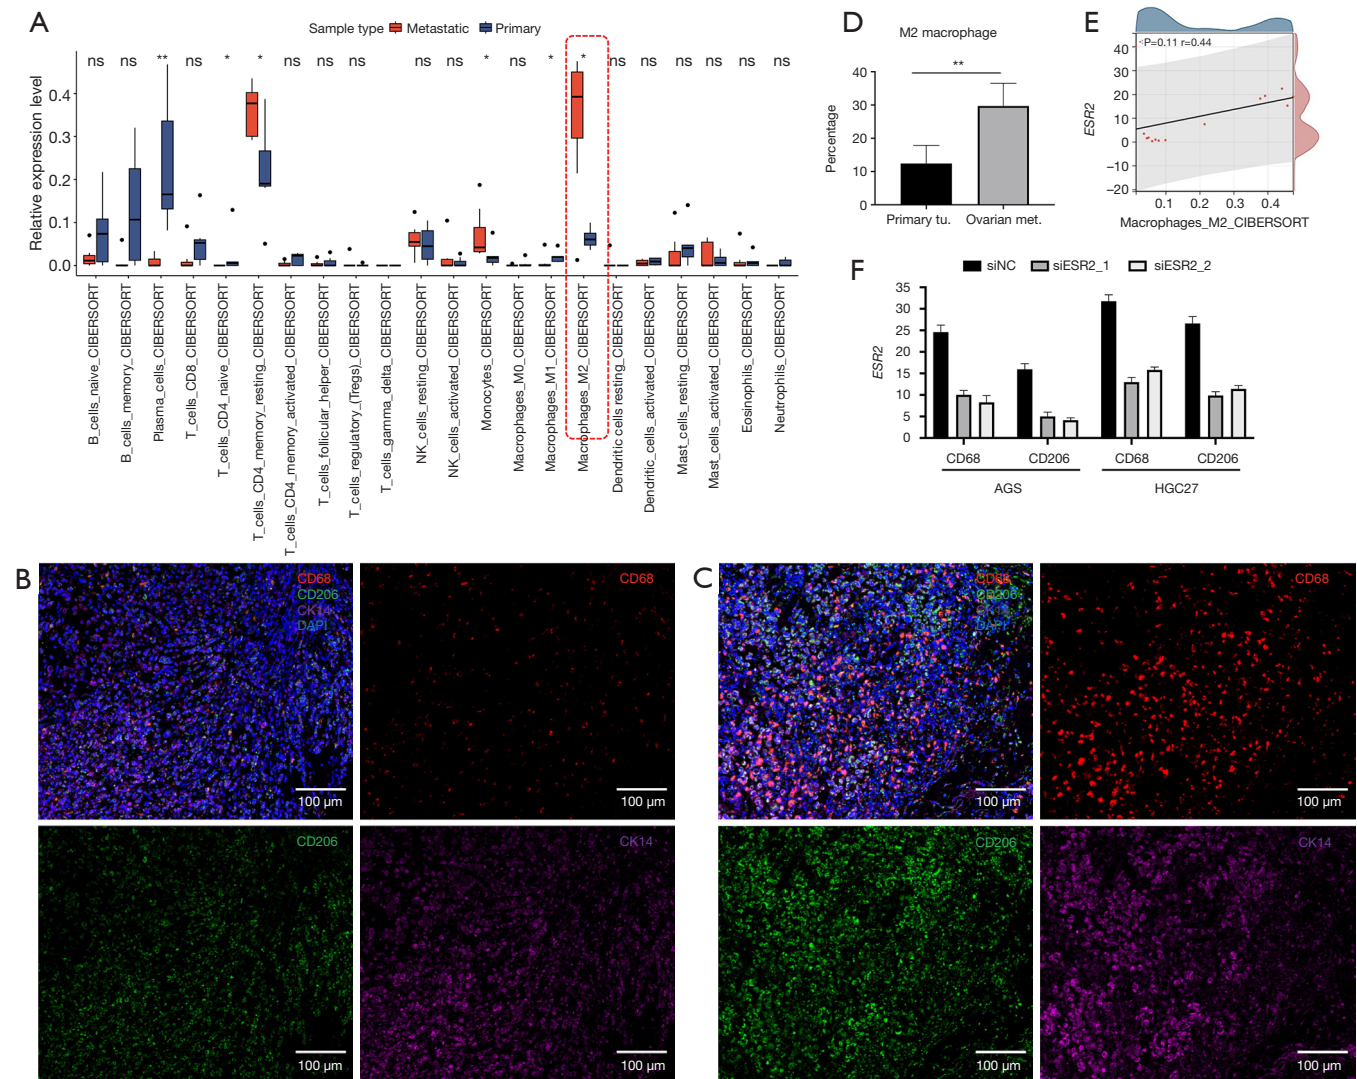 A
Sample type Metastatic Primary
ns ns ** ns * * ns ns ns ns ns ns * ns * * ns ns ns ns ns ns
Relative expression level
0.4
0.3
0.2
0.1
0.0
B_cells_naive_CIBERSORT
B_cells_memory_CIBERSORT
Plasma_cells_CIBERSORT
T_cells_CD8_CIBERSORT
T_cells_CD4_naive_CIBERSORT
T_cells_CD4_memory_resting_CIBERSORT
T_cells_CD4_memory_activated_CIBERSORT
T_cells_follicular_helper_CIBERSORT
T_cells_regulatory_(Tregs)_CIBERSORT
T_cells_gamma_delta_CIBERSORT
NK_cells_resting_CIBERSORT
NK_cells_activated_CIBERSORT
Monocytes_CIBERSORT
Macrophages_M0_CIBERSORT
Macrophages_M1_CIBERSORT
Macrophages_M2_CIBERSORT
Dendritic cells resting_CIBERSORT
Dendritic_cells_activated_CIBERSORT
Mast_cells_resting_CIBERSORT
Mast_cells_activated_CIBERSORT
Eosinophils_CIBERSORT
Neutrophils_CIBERSORT
D
M2 macrophage
**
Percentage
40
30
20
10
0
Primary tu. Ovarian met.
E
<P=0.11 r=0.44
ESR2
40
30
20
10
0
−10
−20
0.1 0.2 0.3 0.4
Macrophages_M2_CIBERSORT
F
siNC siESR2_1 siESR2_2
ESR2
35
30
25
20
15
10
5
0
CD68 CD206 CD68 CD206
AGS HGC27
B
CD68
CD206
CK14
DAPI
100 µm
CD68
100 µm
CD206
100 µm
CK14
100 µm
C
CD68
CD206
DAPI
100 µm
CD68
100 µm
CD206
100 µm
CK14
100 µm